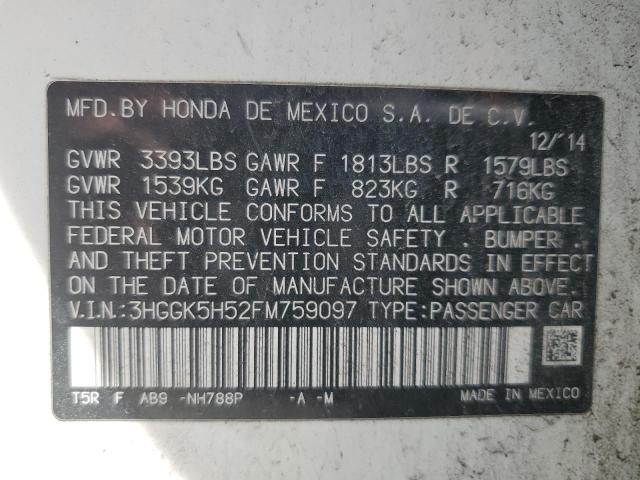 MFD.BY HONDA DE MEXICO S.A. DE C.V.
12/'14
GVWR 3393LBS GAWR F 1813LBS R 1579LBS
GVWR 1539KG GAWR F 823KG R 716KG
THIS VEHICLE CONFORMS TO ALL APPLICABLE
FEDERAL MOTOR VEHICLE SAFETY , BUMPER ,
AND THEFT PREVENTION STANDARDS IN EFFECT
ON THE DATE OF MANUFACTURE SHOWN ABOVE.
V.I.N.:3HGGK5H52FM759097 TYPE:PASSENGER CAR
T5R F AB9 -NH788P -A -M MADE IN MEXICO